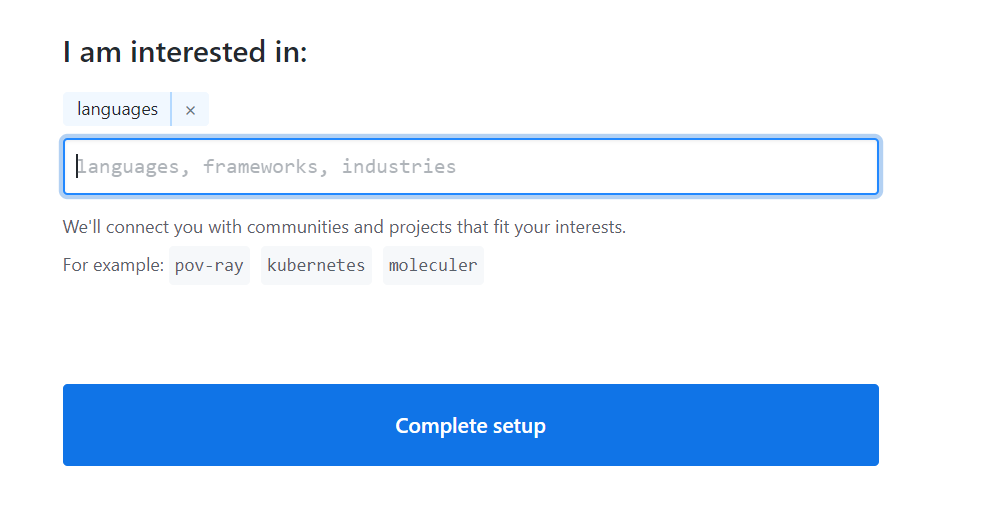 I am interested in:
languages ×
languages, frameworks, industries
We'll connect you with communities and projects that fit your interests.
For example: pov-ray kubernetes moleculer
Complete setup